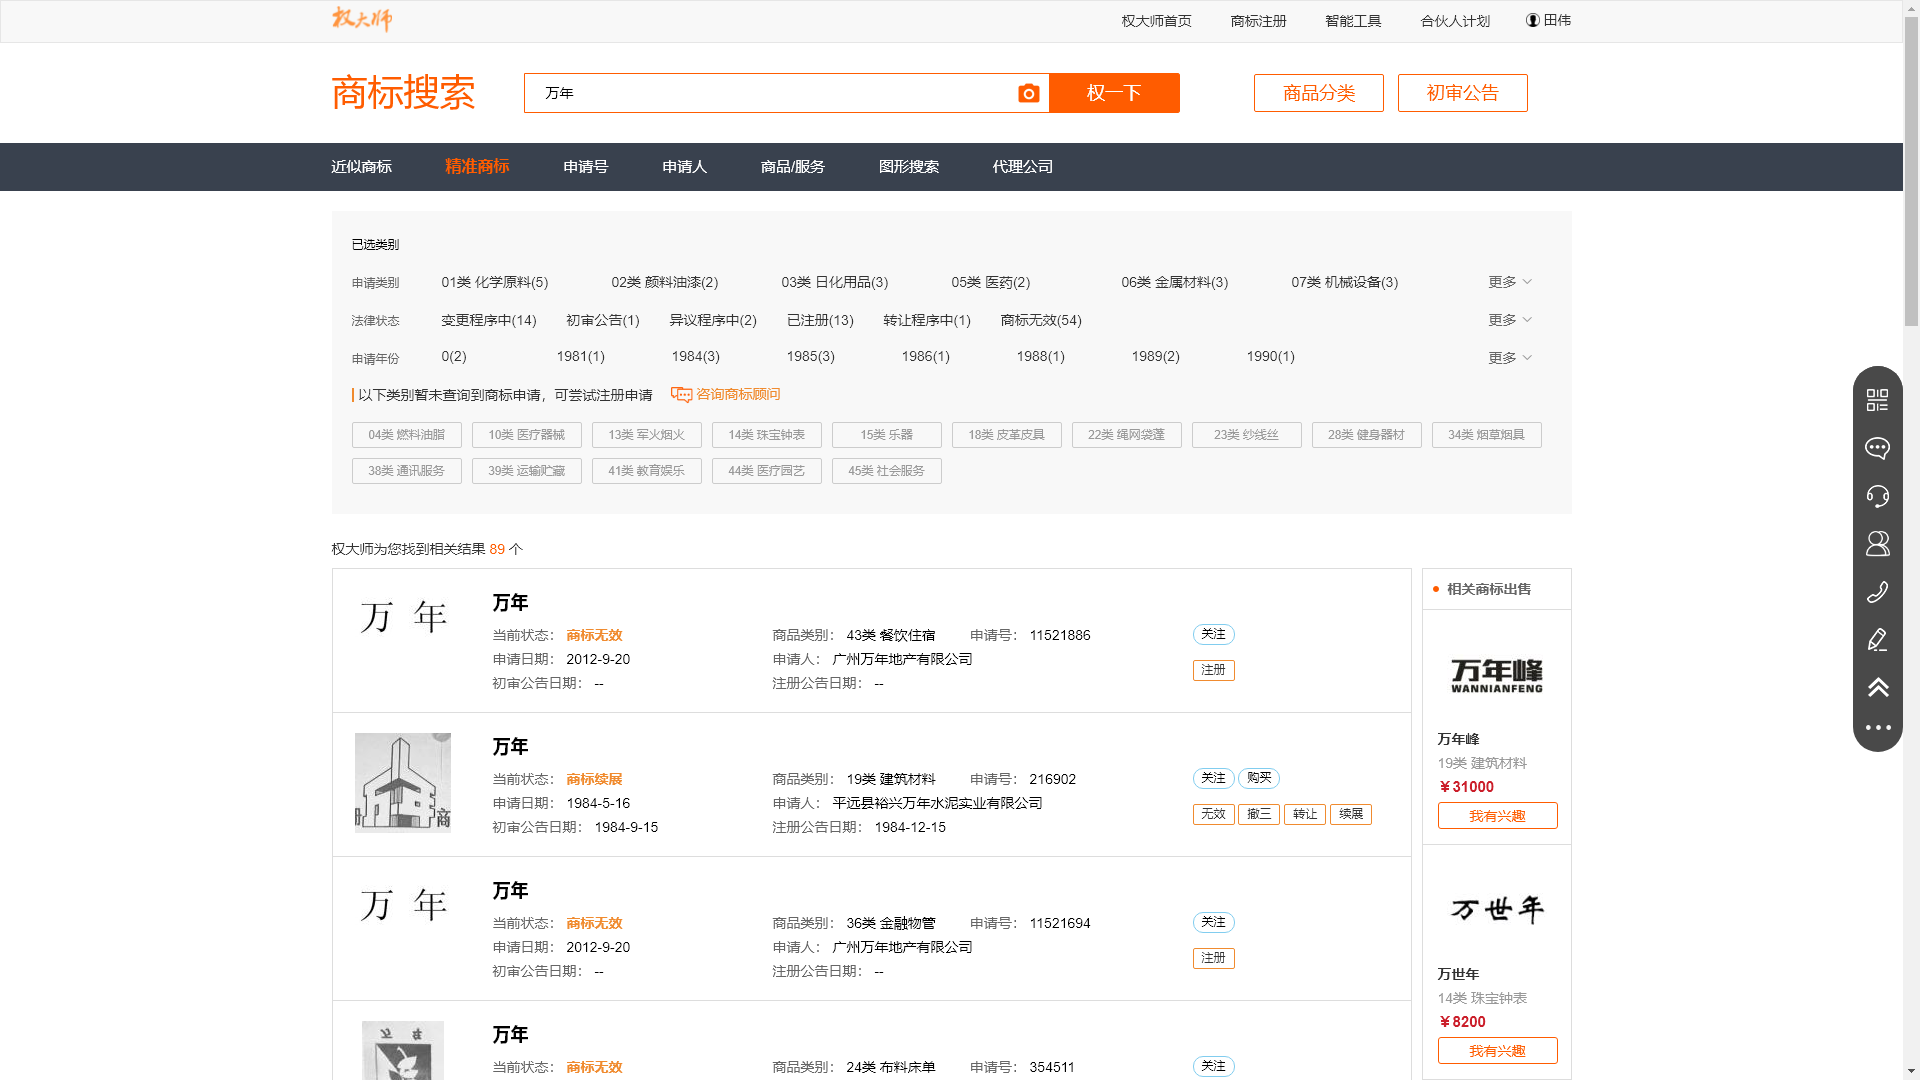 权大师
权大师首页 商标注册 智能工具 合伙人计划 田伟
商标搜索 万年 权一下 商品分类 初审公告
近似商标 精准商标 申请号 申请人 商品/服务 图形搜索 代理公司
已选类别
申请类别 01类 化学原料(5) 02类 颜料油漆(2) 03类 日化用品(3) 05类 医药(2) 06类 金属材料(3) 07类 机械设备(3) 更多
法律状态 变更程序中(14) 初审公告(1) 异议程序中(2) 已注册(13) 转让程序中(1) 商标无效(54) 更多
申请年份 0(2) 1981(1) 1984(3) 1985(3) 1986(1) 1988(1) 1989(2) 1990(1) 更多
以下类别暂未查询到商标申请，可尝试注册申请 咨询商标顾问
04类 燃料油脂 10类 医疗器械 13类 军火烟火 14类 珠宝钟表 15类 乐器 18类 皮革皮具 22类 绳网袋蓬 23类 纱线丝 28类 健身器材 34类 烟草烟具
38类 通讯服务 39类 运输贮藏 41类 教育娱乐 44类 医疗园艺 45类 社会服务
权大师为您找到相关结果 89 个
万 年
万年
当前状态： 商标无效 商品类别： 43类 餐饮住宿 申请号： 11521886 关注
申请日期： 2012-9-20 申请人： 广州万年地产有限公司 注册
初审公告日期： -- 注册公告日期： --
万年
当前状态： 商标续展 商品类别： 19类 建筑材料 申请号： 216902 关注 购买
申请日期： 1984-5-16 申请人： 平远县裕兴万年水泥实业有限公司 无效 撤三 转让 续展
初审公告日期： 1984-9-15 注册公告日期： 1984-12-15
商
万 年
万年
当前状态： 商标无效 商品类别： 36类 金融物管 申请号： 11521694 关注
申请日期： 2012-9-20 申请人： 广州万年地产有限公司 注册
初审公告日期： -- 注册公告日期： --
万 年
万年
当前状态： 商标无效 商品类别： 24类 布料床单 申请号： 354511 关注
相关商标出售
万年峰
WANNIANFENG
万年峰
19类 建筑材料
￥31000
我有兴趣
万世年
万世年
14类 珠宝钟表
￥8200
我有兴趣